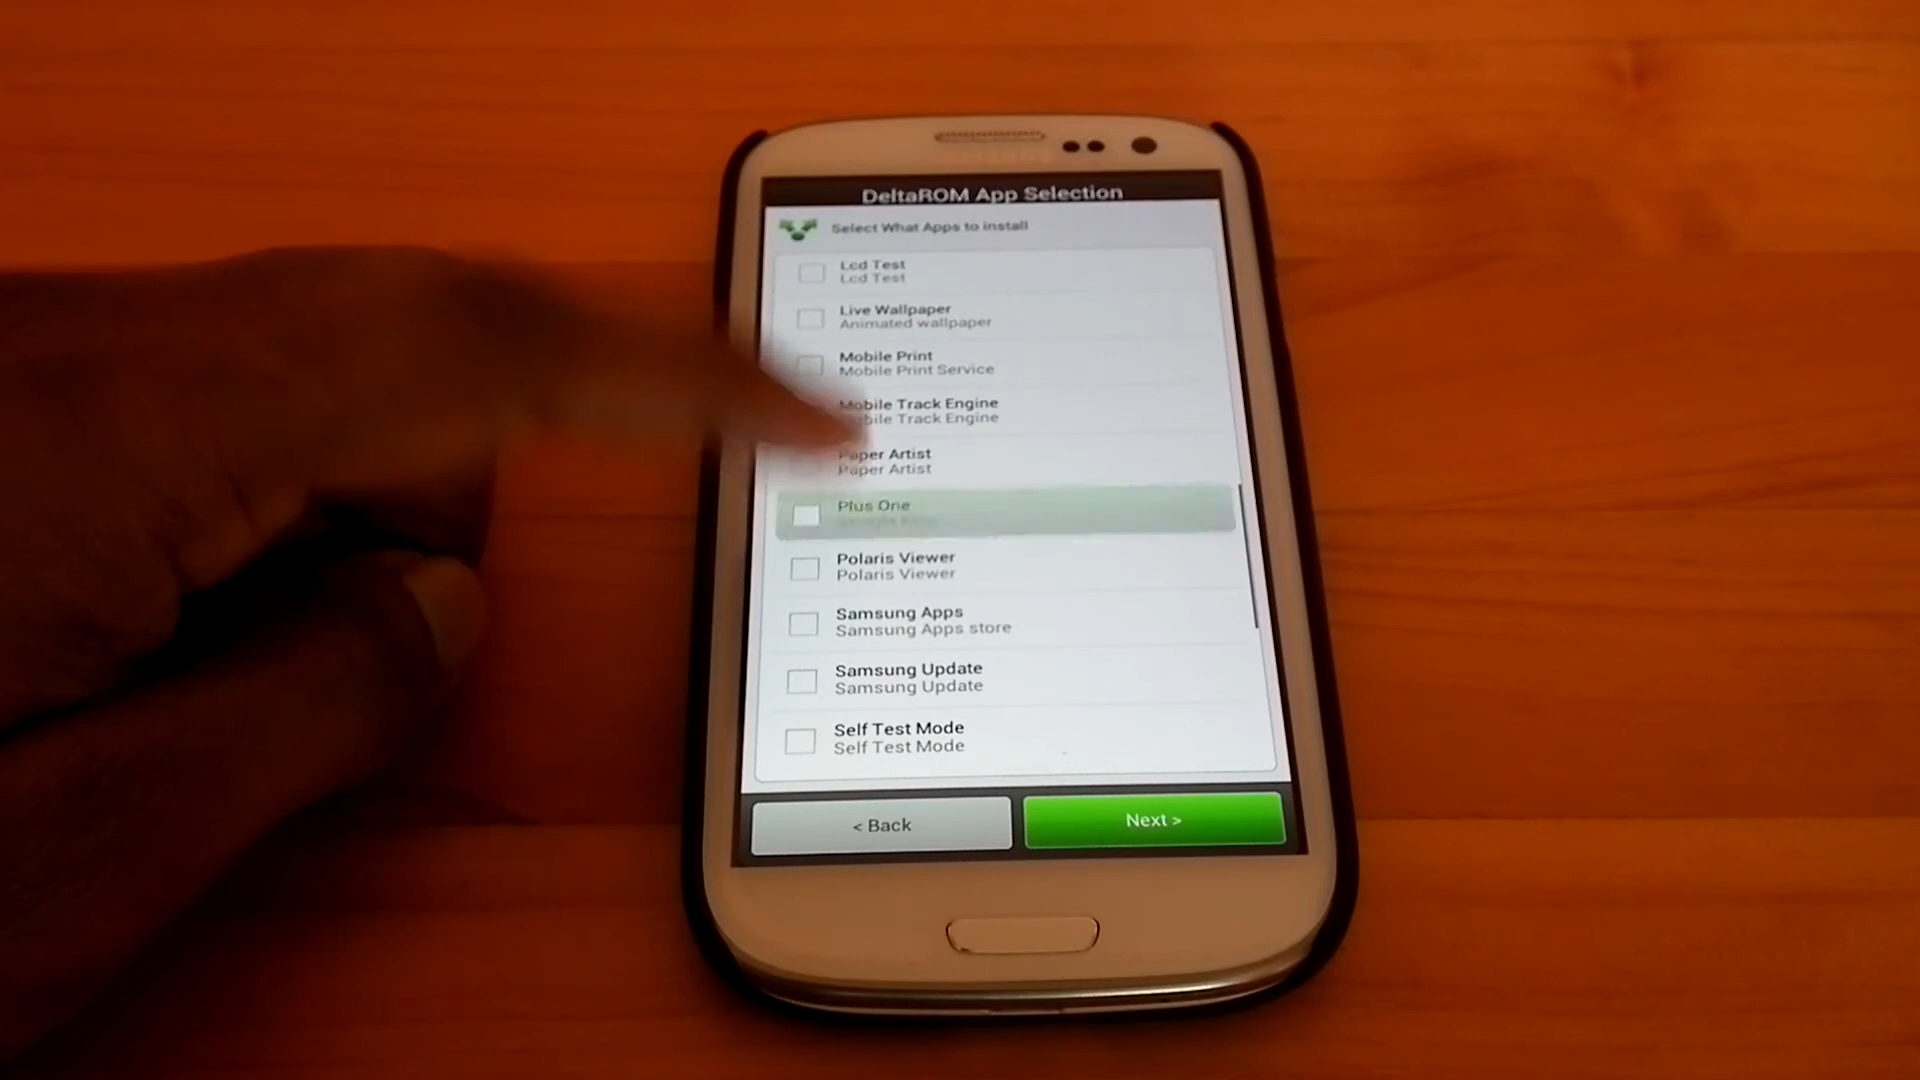 DeltaROM App Selection
Select What Apps to install
Lcd Test
Lcd Test
Live Wallpaper
Animated wallpaper
Mobile Print
Mobile Print Service
Mobile Track Engine
Mobile Track Engine
Paper Artist
Paper Artist
Plus One
Polaris Viewer
Polaris Viewer
Samsung Apps
Samsung Apps store
Samsung Update
Samsung Update
Self Test Mode
Self Test Mode
< Back
Next >